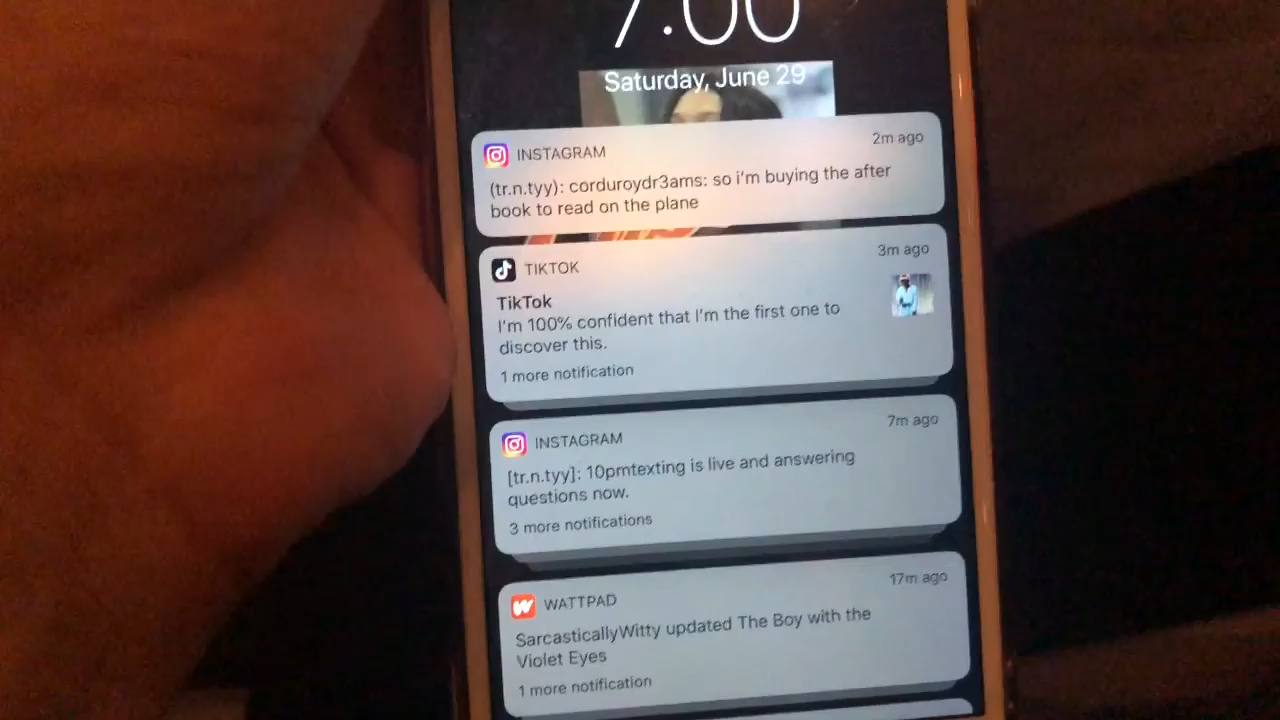 7:00
Saturday, June 29
INSTAGRAM
2m ago
(tr.n.tyy): corduroydr3ams: so i'm buying the after
book to read on the plane
TIKTOK
3m ago
TikTok
I'm 100% confident that I'm the first one to
discover this.
1 more notification
INSTAGRAM
7m ago
[tr.n.tyy]: 10pmtexting is live and answering
questions now.
3 more notifications
WATTPAD
17m ago
SarcasticallyWitty updated The Boy with the
Violet Eyes
1 more notification